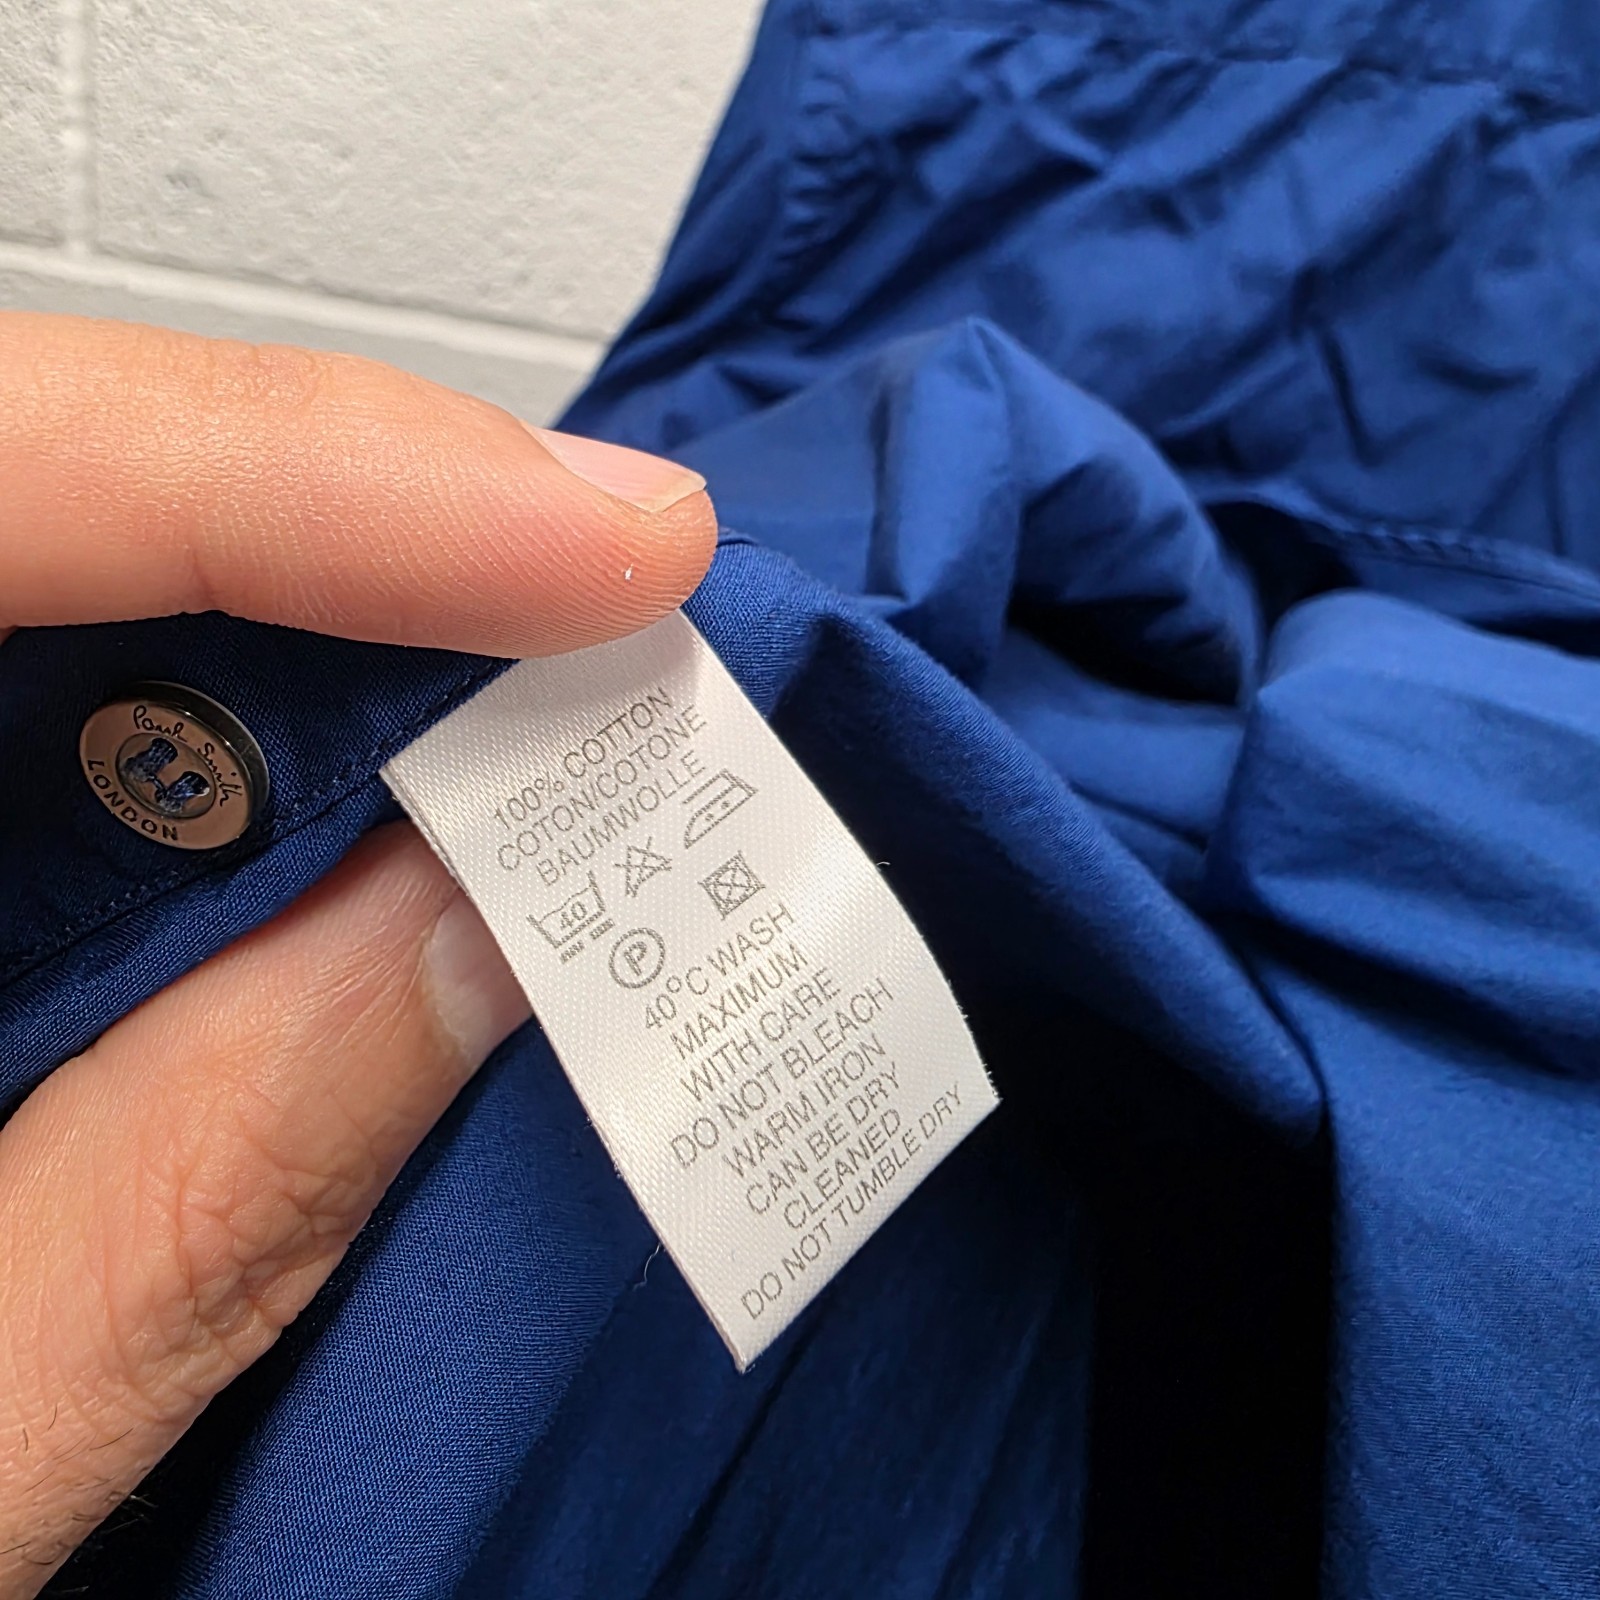 Paul Smith
LONDON
100% COTTON
COTON/COTONE
BAUMWOLLE
40
P
40°C WASH
MAXIMUM
WITH CARE
DO NOT BLEACH
WARM IRON
CAN BE DRY
CLEANED
DO NOT TUMBLE DRY